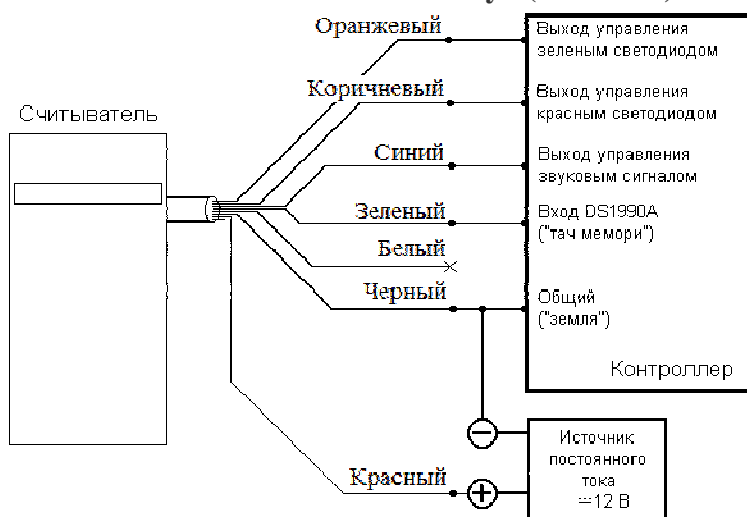 Оранжевый
Выход управления
зеленым светодиодом
Коричневый
Выход управления
красным светодиодом
Считыватель
Синий
Выход управления
звуковым сигналом
Зеленый
Вход DS1990A
("тач мемори")
Белый
Черный
Общий
("земля")
Контроллер
Источник
постоянного
тока
=12 В
Красный